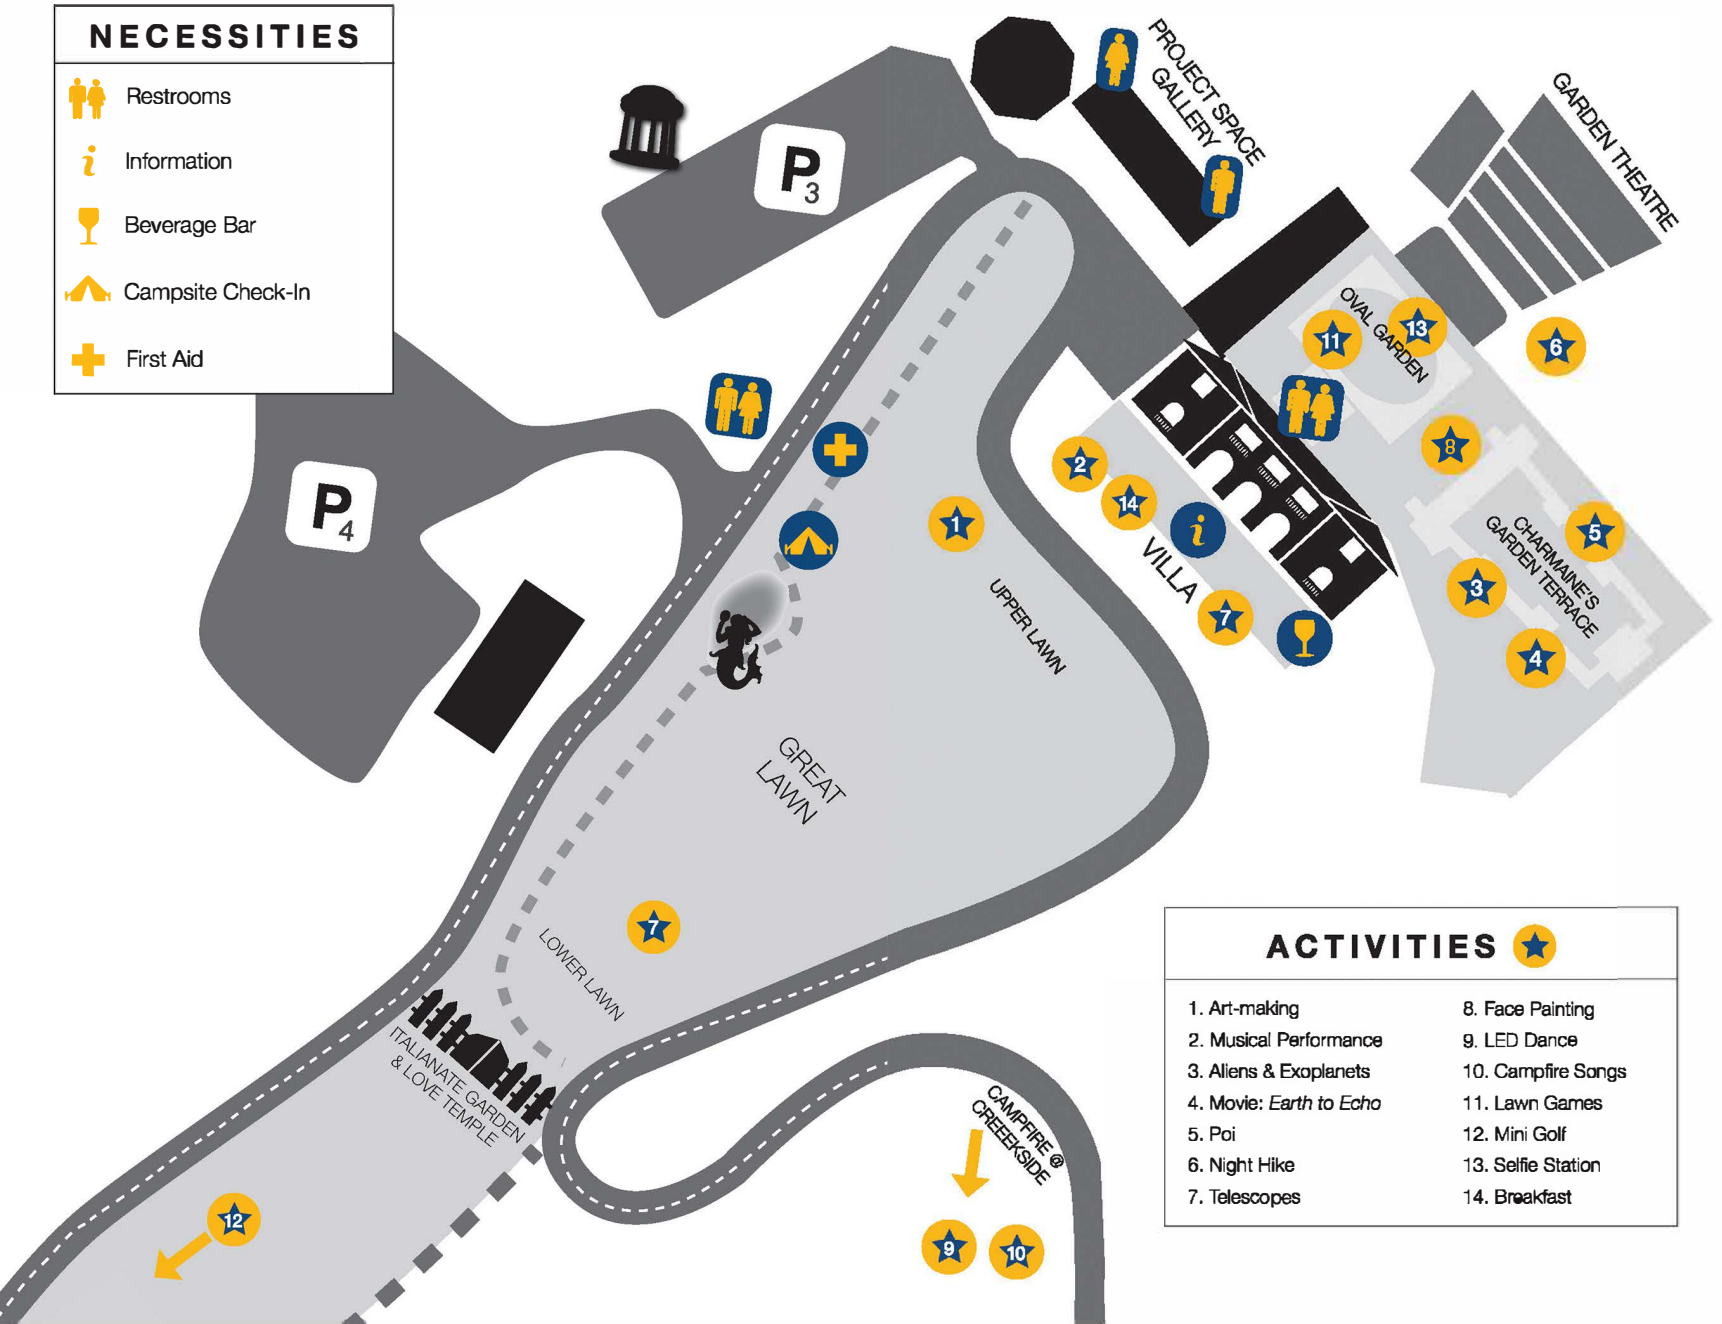 NECESSITIES
Restrooms
i
Information
Beverage Bar
Campsite Check-In
First Aid
P3
P4
PROJECT SPACE
GALLERY
GARDEN THEATRE
OVAL GARDEN
11
13
6
8
2
14
i
VILLA
7
CHARMAINE'S
GARDEN TERRACE
5
3
4
1
UPPER LAWN
GREAT
LAWN
7
LOWER LAWN
ITALIANATE GARDEN
& LOVE TEMPLE
12
CAMPFIRE @
CREEEKSIDE
9
10
ACTIVITIES
1. Art-making
2. Musical Performance
3. Aliens & Exoplanets
4. Movie: Earth to Echo
5. Poi
6. Night Hike
7. Telescopes
8. Face Painting
9. LED Dance
10. Campfire Songs
11. Lawn Games
12. Mini Golf
13. Selfie Station
14. Breakfast